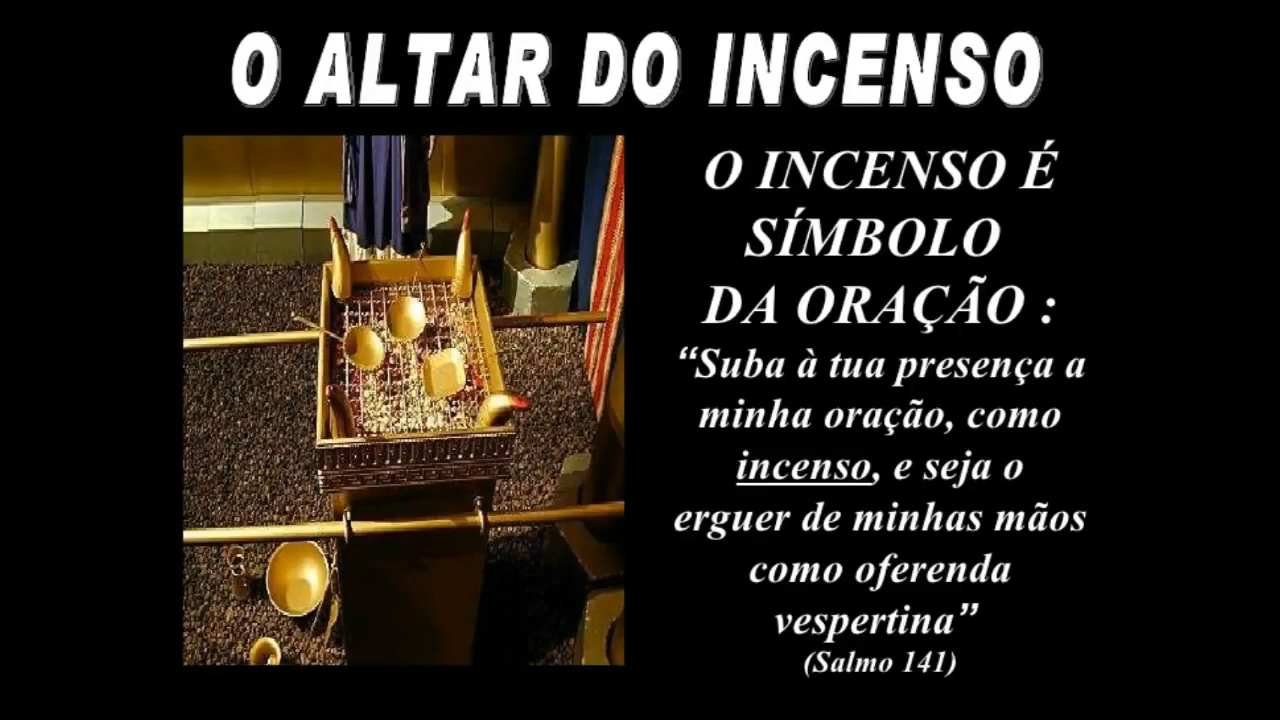 O ALTAR DO INCENSO
O INCENSO É
SÍMBOLO
DA ORAÇÃO :
“Suba à tua presença a
minha oração, como
incenso, e seja o
erguer de minhas mãos
como oferenda
vespertina”
(Salmo 141)